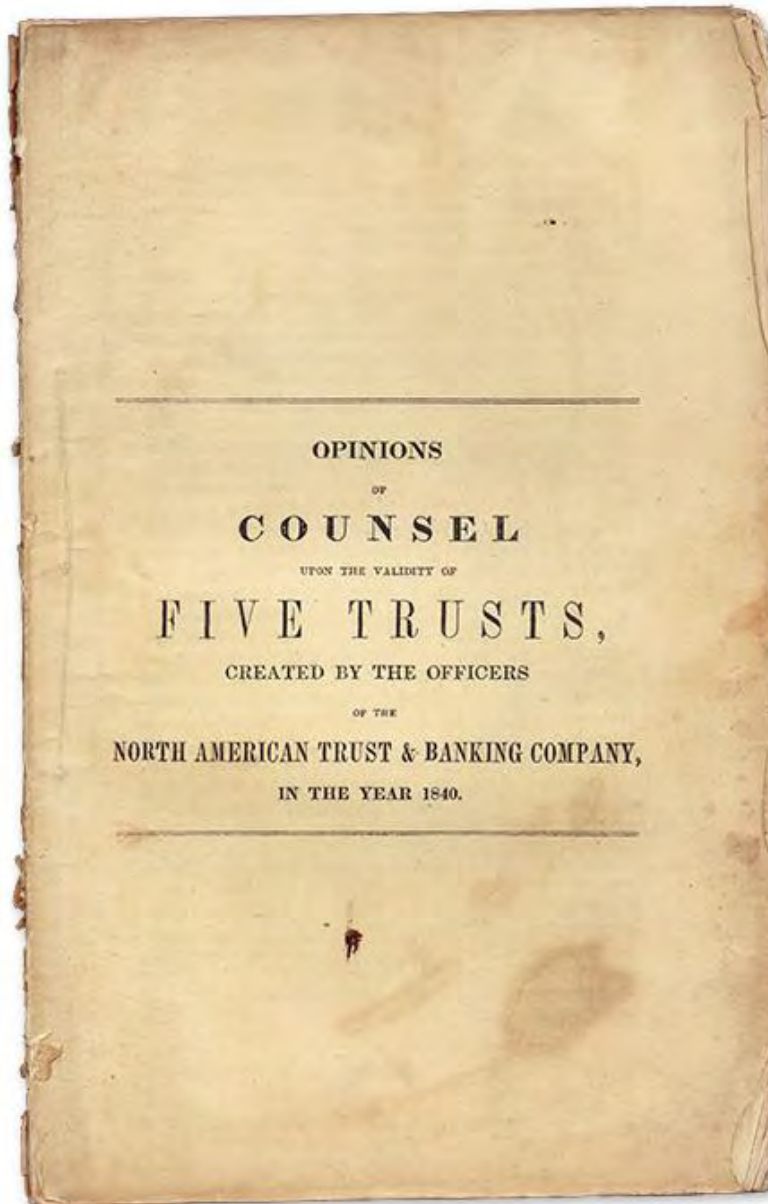 OPINIONS
OF
COUNSEL
UPON THE VALIDITY OF
FIVE TRUSTS,
CREATED BY THE OFFICERS
OF THE
NORTH AMERICAN TRUST & BANKING COMPANY,
IN THE YEAR 1840.